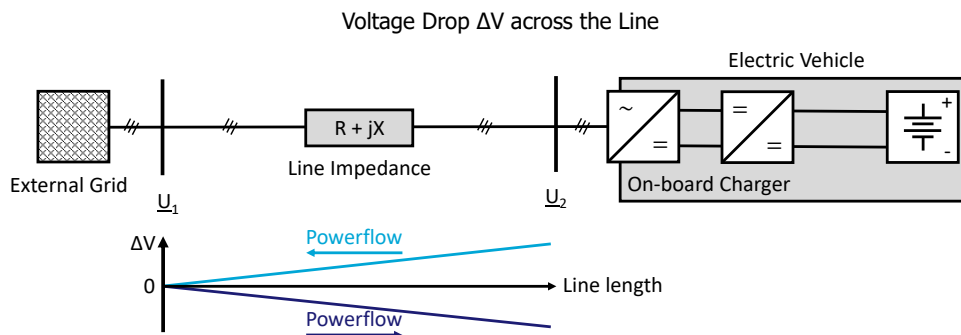 Voltage Drop ΔV across the Line
Electric Vehicle
~
=
=
=
+
-
R + jX
External Grid
Line Impedance
On-board Charger
U₁
U₂
ΔV
Powerflow
0
Line length
Powerflow